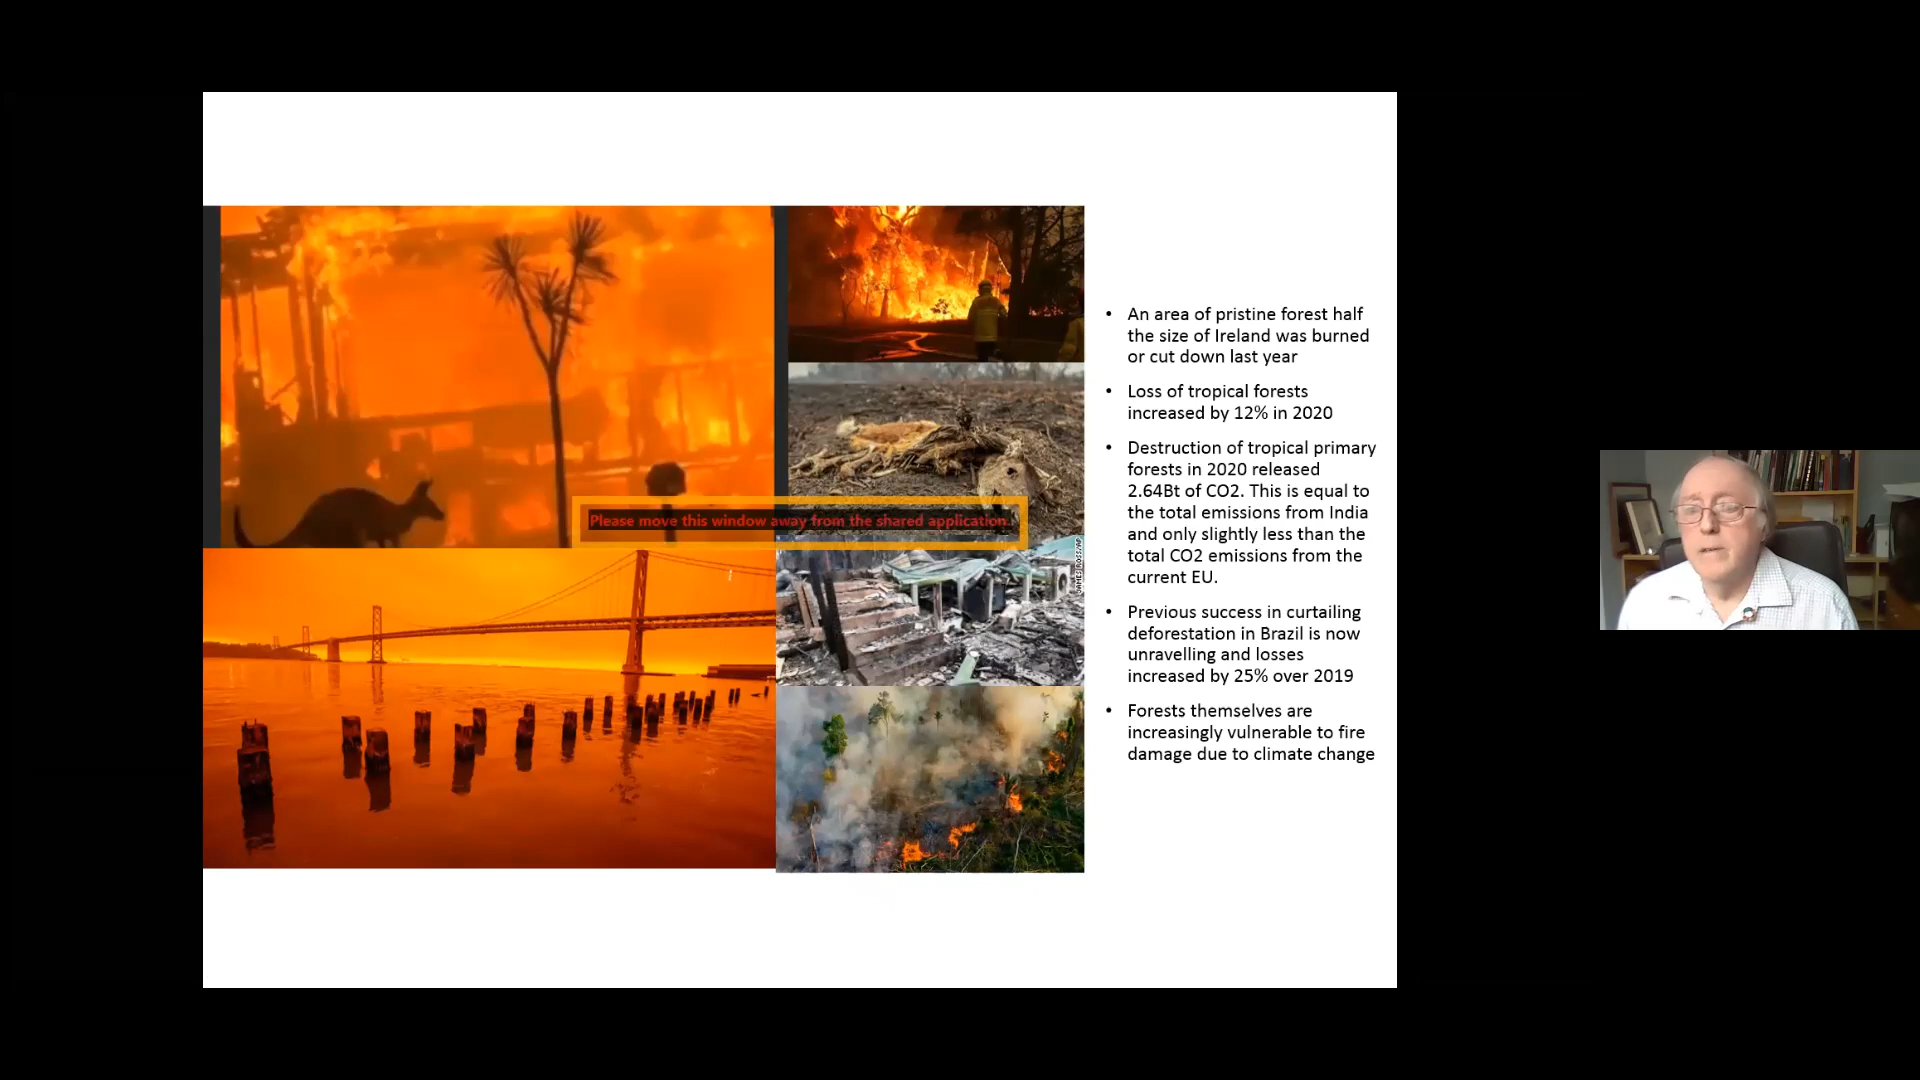 Please move this window away from the shared application.
JAMES ROSS/AP
• An area of pristine forest half
the size of Ireland was burned
or cut down last year
• Loss of tropical forests
increased by 12% in 2020
• Destruction of tropical primary
forests in 2020 released
2.64Bt of CO2. This is equal to
the total emissions from India
and only slightly less than the
total CO2 emissions from the
current EU.
• Previous success in curtailing
deforestation in Brazil is now
unravelling and losses
increased by 25% over 2019
• Forests themselves are
increasingly vulnerable to fire
damage due to climate change